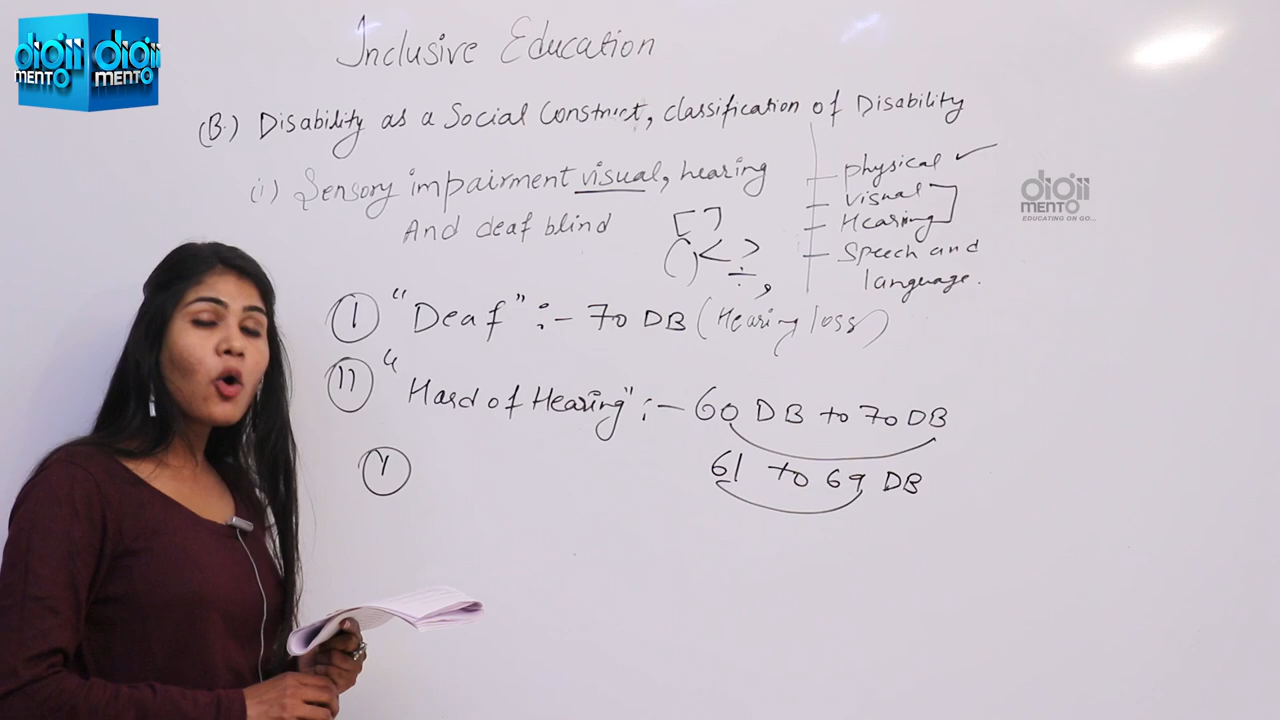 digii digii
MENTO MENTO
Inclusive Education
(B.) Disability as a Social Construct, classification of Disability
(i) Sensory impairment visual, hearing
And deaf blind
[ ]
( ) < >
÷ ,
physical ✓
visual
Hearing
Speech and
language.
digii
MENTO
EDUCATING ON GO...
(I) "Deaf" :- 70 DB (Hearing loss)
(II) "Hard of Hearing" :- 60 DB to 70 DB
61 to 69 DB